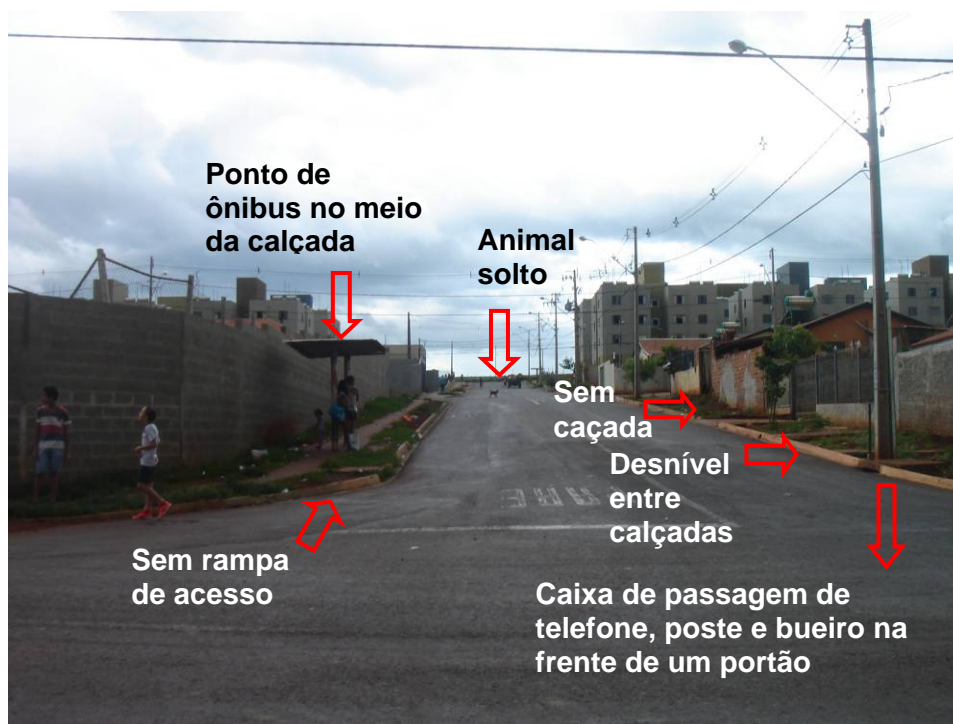 Ponto de
ônibus no meio
da calçada
Animal
solto
Sem
caçada
Desnível
entre
calçadas
Sem rampa
de acesso
Caixa de passagem de
telefone, poste e bueiro na
frente de um portão